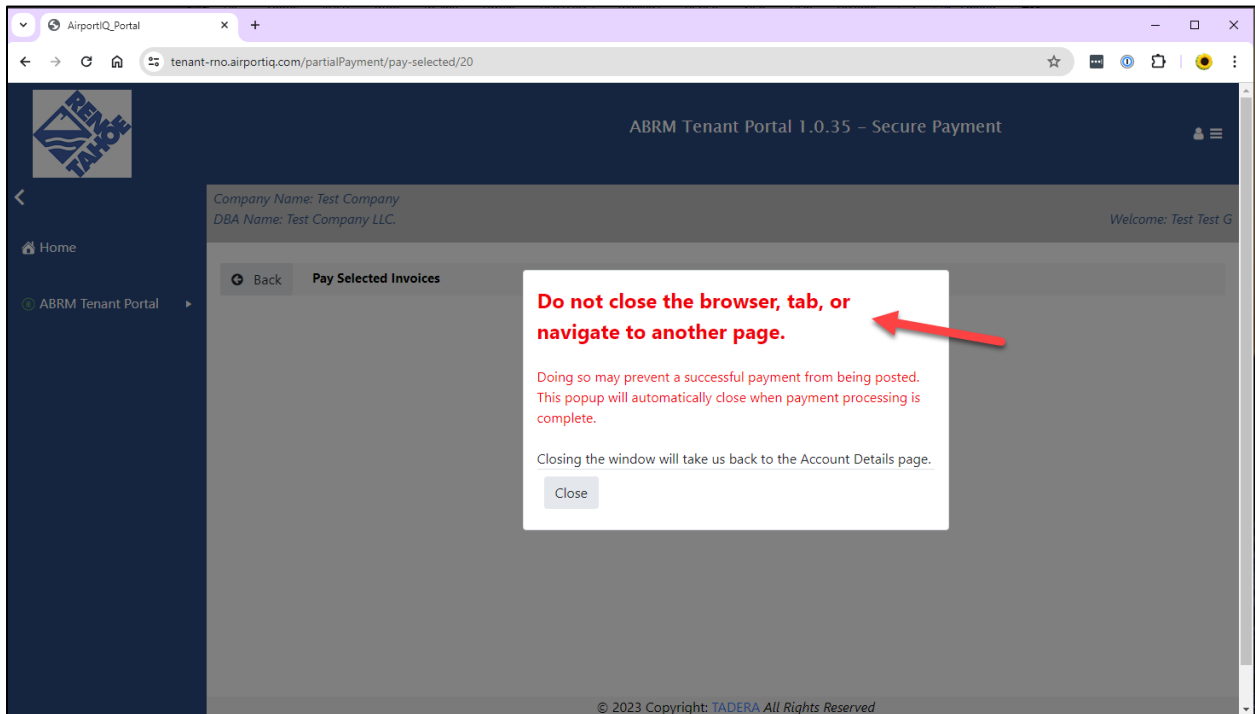 AirportIQ_Portal
tenant-rno.airportiq.com/partialPayment/pay-selected/20
RENO
TAHOE
ABRM Tenant Portal 1.0.35 – Secure Payment
Company Name: Test Company
DBA Name: Test Company LLC.
Welcome: Test Test G
Home
Back
Pay Selected Invoices
ABRM Tenant Portal
Do not close the browser, tab, or
navigate to another page.
Doing so may prevent a successful payment from being posted.
This popup will automatically close when payment processing is
complete.
Closing the window will take us back to the Account Details page.
Close
© 2023 Copyright: TADERA All Rights Reserved